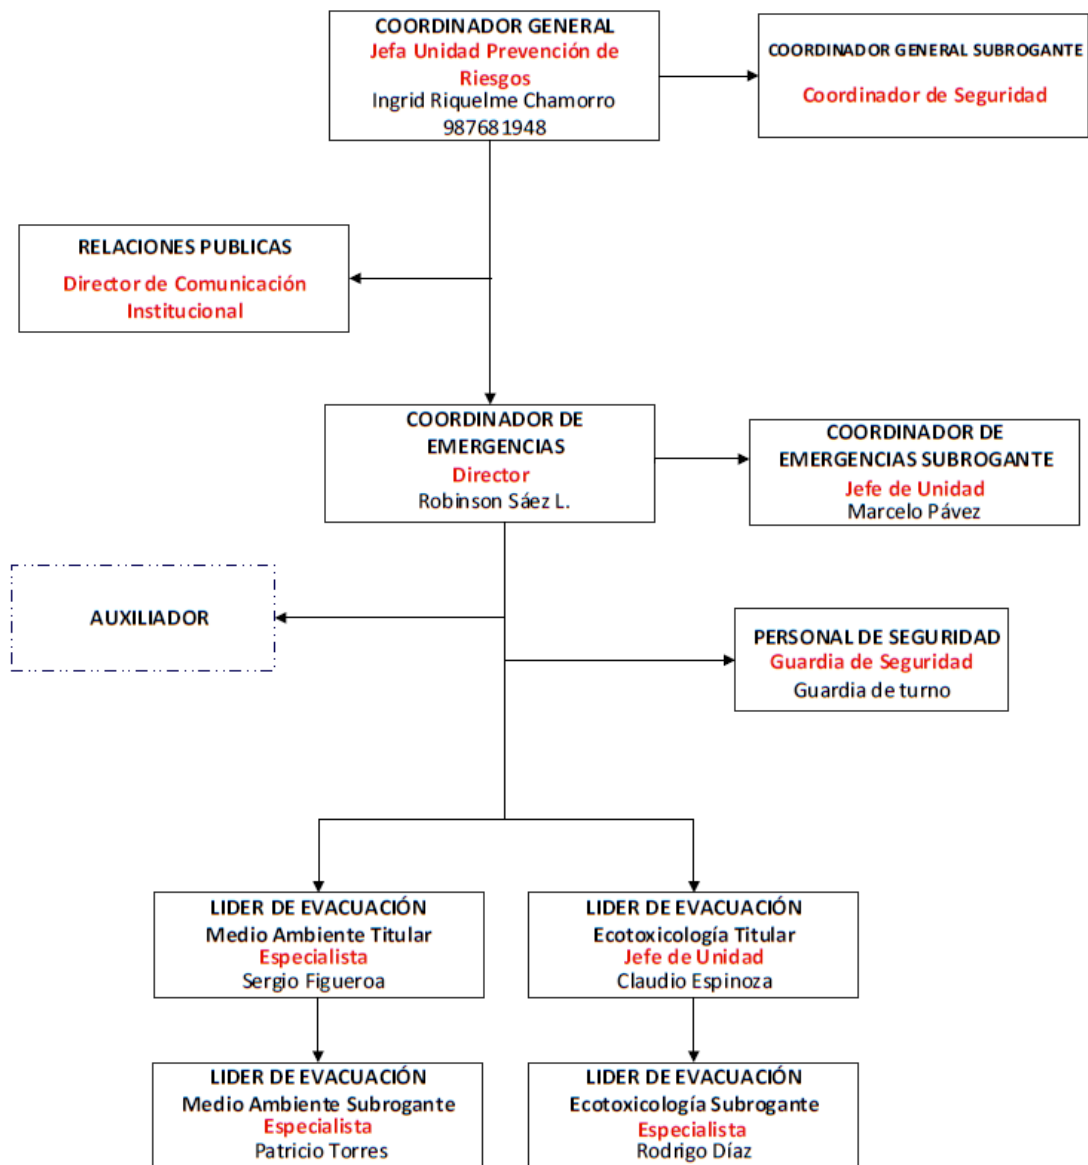 COORDINADOR GENERAL
Jefa Unidad Prevención de
Riesgos
Ingrid Riquelme Chamorro
987681948
COORDINADOR GENERAL SUBROGANTE
Coordinador de Seguridad
RELACIONES PUBLICAS
Director de Comunicación
Institucional
COORDINADOR DE
EMERGENCIAS
Director
Robinson Sáez L.
COORDINADOR DE
EMERGENCIAS SUBROGANTE
Jefe de Unidad
Marcelo Pávez
AUXILIADOR
PERSONAL DE SEGURIDAD
Guardia de Seguridad
Guardia de turno
LIDER DE EVACUACIÓN
Medio Ambiente Titular
Especialista
Sergio Figueroa
LIDER DE EVACUACIÓN
Ecotoxicología Titular
Jefe de Unidad
Claudio Espinoza
LIDER DE EVACUACIÓN
Medio Ambiente Subrogante
Especialista
Patricio Torres
LIDER DE EVACUACIÓN
Ecotoxicología Subrogante
Especialista
Rodrigo Díaz